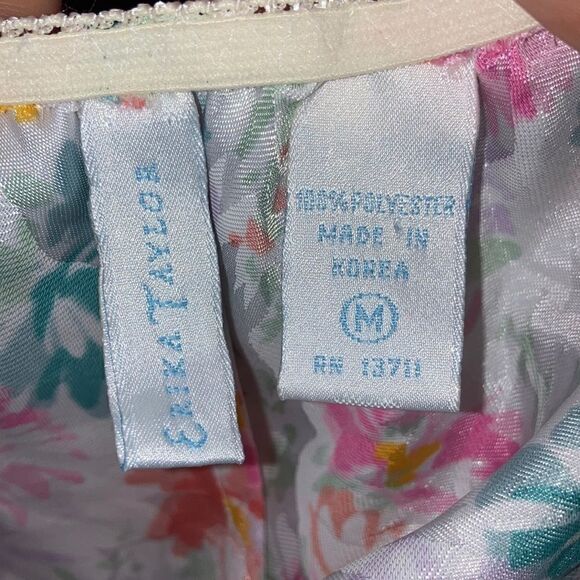 ERIKA TAYLOR
100% POLYESTER
MADE IN
KOREA
M
RN 13711